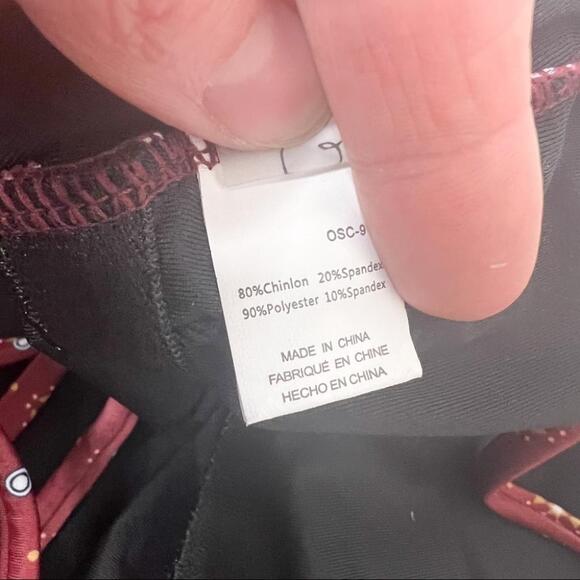 OSC-9
80%Chinlon 20%Spandex
90%Polyester 10%Spandex
MADE IN CHINA
FABRIQUÉ EN CHINE
HECHO EN CHINA